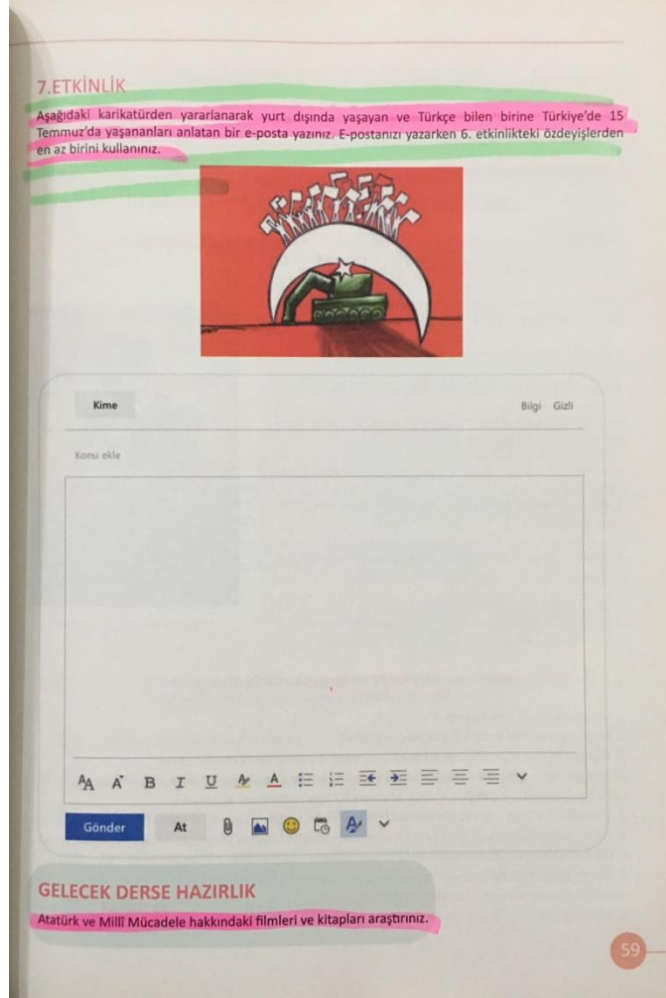 7.ETKİNLİK
Aşağıdaki karikatürden yararlanarak yurt dışında yaşayan ve Türkçe bilen birine Türkiye'de 15
Temmuz'da yaşananları anlatan bir e-posta yazınız. E-postanızı yazarken 6. etkinlikteki özdeyişlerden
en az birini kullanınız.
Kime
Bilgi Gizli
Konu ekle
Gönder At
GELECEK DERSE HAZIRLIK
Atatürk ve Millî Mücadele hakkındaki filmleri ve kitapları araştırınız.
59